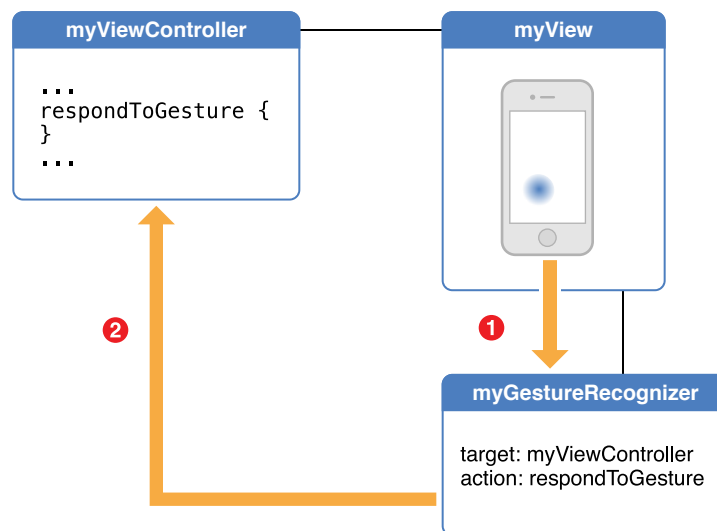 myViewController
...
respondToGesture {
}
...
myView
1
2
myGestureRecognizer
target: myViewController
action: respondToGesture